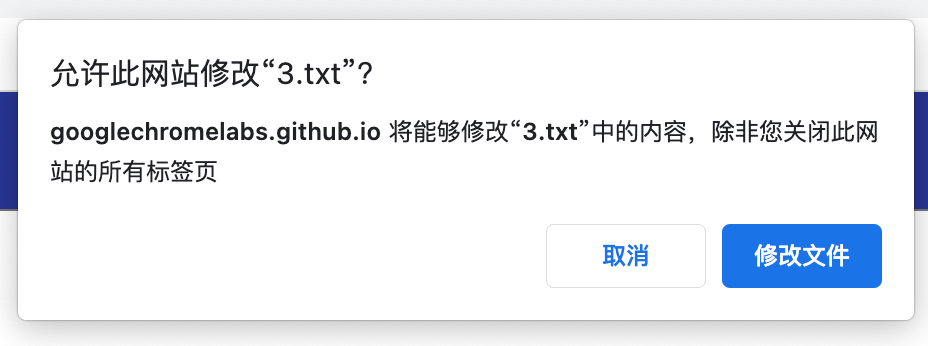 允许此网站修改“3.txt”？
googlechromelabs.github.io 将能够修改“3.txt”中的内容，除非您关闭此网
站的所有标签页
取消
修改文件